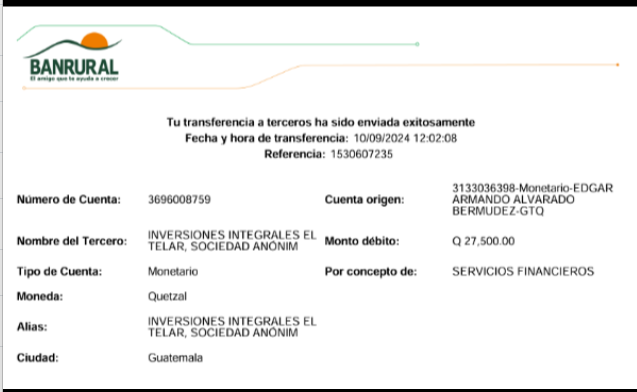 BANRURAL
El amigo que te ayuda a crecer
Tu transferencia a terceros ha sido enviada exitosamente
Fecha y hora de transferencia: 10/09/2024 12:02:08
Referencia: 1530607235
Número de Cuenta: 3696008759
Cuenta origen: 3133036398-Monetario-EDGAR
ARMANDO ALVARADO
BERMUDEZ-GTQ
Nombre del Tercero: INVERSIONES INTEGRALES EL
TELAR, SOCIEDAD ANÓNIM
Monto débito: Q 27,500.00
Tipo de Cuenta: Monetario
Por concepto de: SERVICIOS FINANCIEROS
Moneda: Quetzal
Alias: INVERSIONES INTEGRALES EL
TELAR, SOCIEDAD ANÓNIM
Ciudad: Guatemala